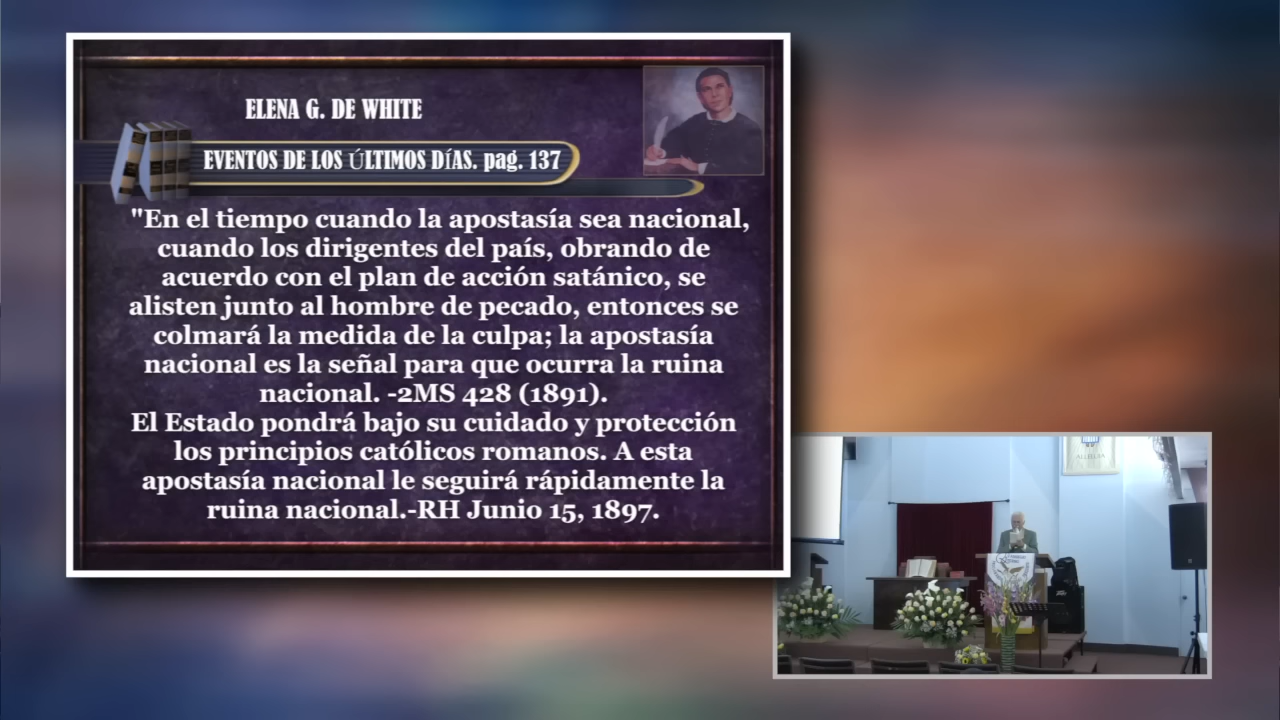 ELENA G. DE WHITE
EVENTOS DE LOS ÚLTIMOS DÍAS. pag. 137
"En el tiempo cuando la apostasía sea nacional,
cuando los dirigentes del país, obrando de
acuerdo con el plan de acción satánico, se
alisten junto al hombre de pecado, entonces se
colmará la medida de la culpa; la apostasía
nacional es la señal para que ocurra la ruina
nacional. -2MS 428 (1891).
El Estado pondrá bajo su cuidado y protección
los principios católicos romanos. A esta
apostasía nacional le seguirá rápidamente la
ruina nacional.-RH Junio 15, 1897.